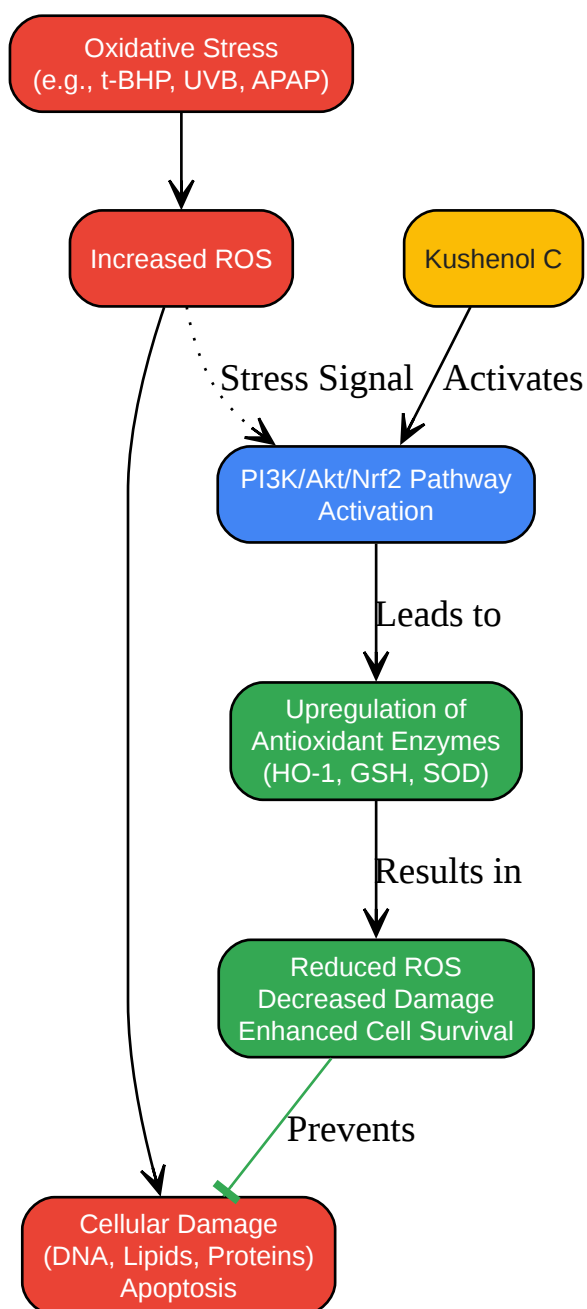 Oxidative Stress
(e.g., t-BHP, UVB, APAP)
Increased ROS
Kushenol C
Stress Signal
Activates
PI3K/Akt/Nrf2 Pathway
Activation
Leads to
Upregulation of
Antioxidant Enzymes
(HO-1, GSH, SOD)
Results in
Reduced ROS
Decreased Damage
Enhanced Cell Survival
Prevents
Cellular Damage
(DNA, Lipids, Proteins)
Apoptosis